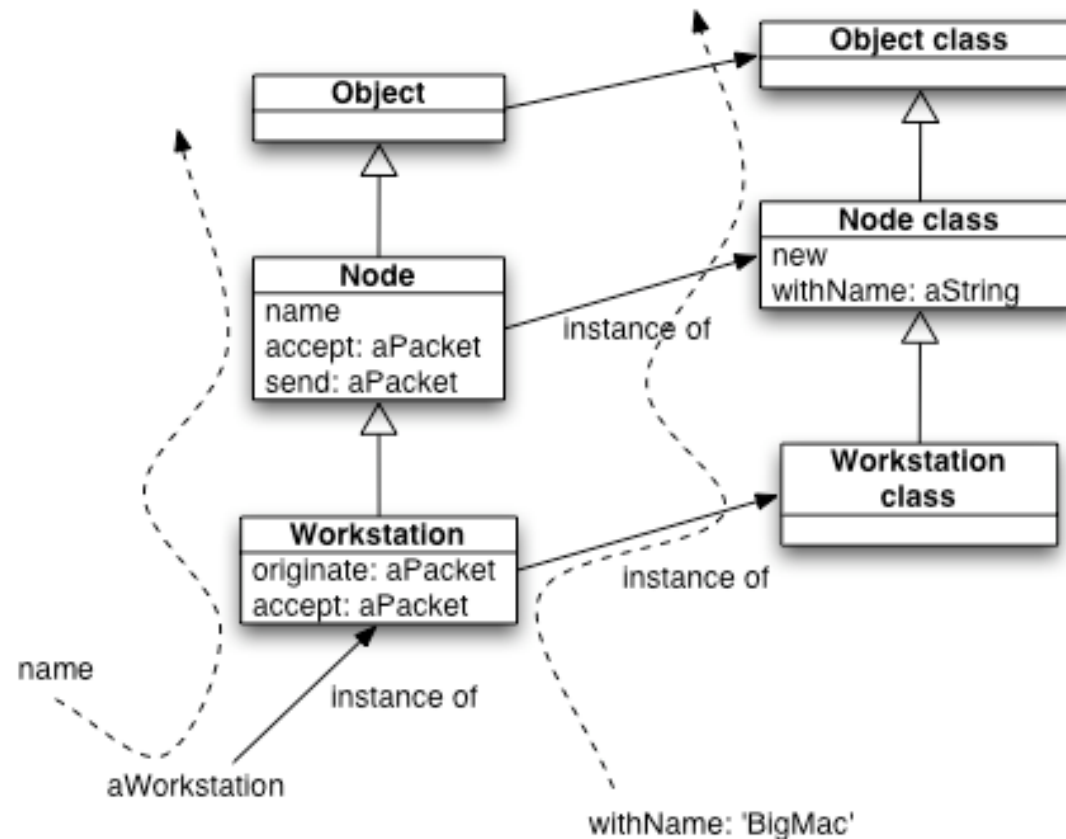 Object class
Object
Node class
new
withName: aString
Node
name
accept: aPacket
send: aPacket
instance of
Workstation
class
Workstation
originate: aPacket
accept: aPacket
instance of
name
instance of
aWorkstation
withName: 'BigMac'